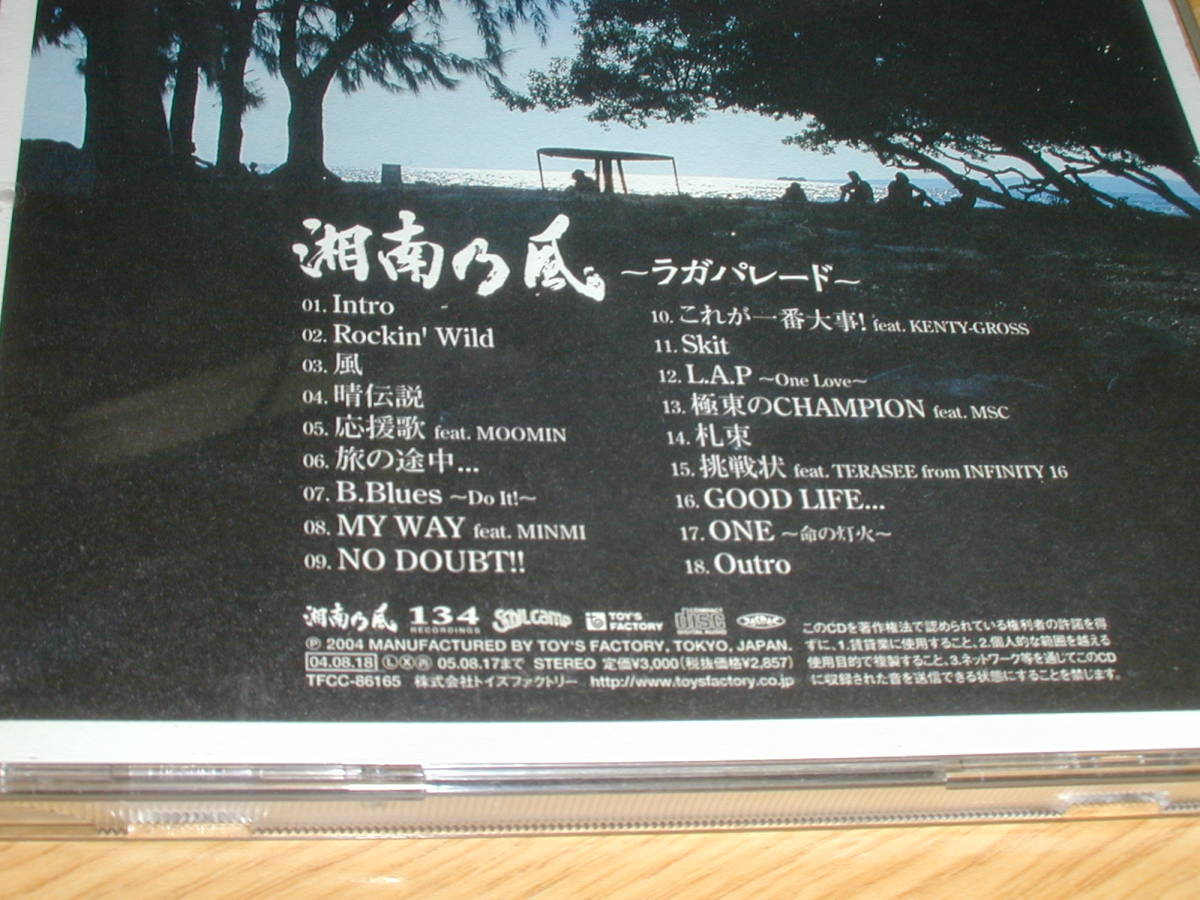 湘南乃風 ～ラガパレード～
01. Intro
02. Rockin' Wild
03. 風
04. 晴伝説
05. 応援歌 feat. MOOMIN
06. 旅の途中...
07. B.Blues ～Do It!～
08. MY WAY feat. MINMI
09. NO DOUBT!!
10. これが一番大事! feat. KENTY-GROSS
11. Skit
12. L.A.P ～One Love～
13. 極東のCHAMPION feat. MSC
14. 札束
15. 挑戦状 feat. TERASEE from INFINITY 16
16. GOOD LIFE...
17. ONE ～命の灯火～
18. Outro
湘南乃風 134 RECORDINGS SOUL Camp TOY'S FACTORY COMPACT disc DIGITAL AUDIO
Ⓟ 2004 MANUFACTURED BY TOY'S FACTORY, TOKYO, JAPAN.
04.08.18 Ⓛ Ⓧ 05.08.17まで STEREO 定価¥3,000(税抜価格¥2,857)
TFCC-86165 株式会社トイズファクトリー http://www.toysfactory.co.jp
このCDを著作権法で認められている権利者の許諾を得
ずに、1.賃貸業に使用すること、2.個人的な範囲を越える
使用目的で複製すること、3.ネットワーク等を通じてこのCD
に収録された音を送信できる状態にすることを禁じます。